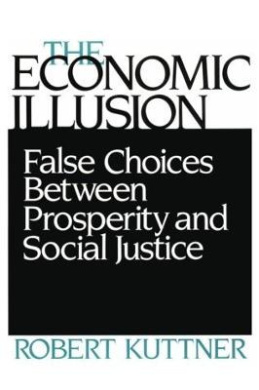 THE
ECONOMIC
ILLUSION
False Choices
Between
Prosperity and
Social Justice
ROBERT KUTTNER